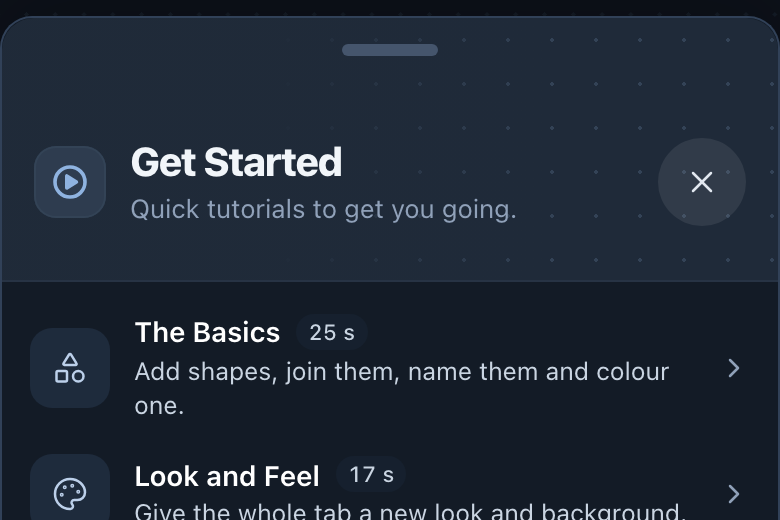 Get Started
Quick tutorials to get you going.
The Basics 25 s
Add shapes, join them, name them and colour
one.
Look and Feel 17 s
Give the whole tab a new look and background.